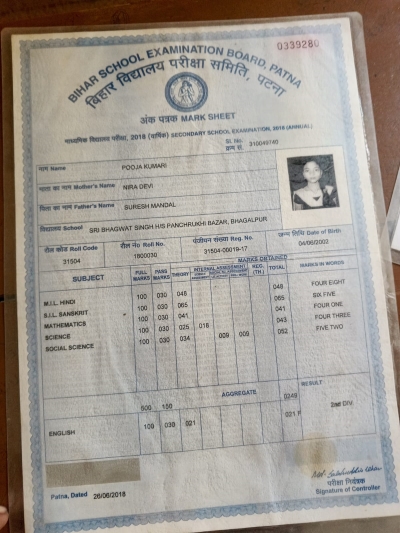 0339280
BIHAR SCHOOL EXAMINATION BOARD, PATNA
बिहार विद्यालय परीक्षा समिति, पटना
अंक पत्रक MARK SHEET
माध्यमिक विद्यालय परीक्षा, 2018 (वार्षिक) SECONDARY SCHOOL EXAMINATION, 2018 (ANNUAL)
Sl. No. 310049749
क्रम सं.
नाम Name POOJA KUMARI
माता का नाम Mother's Name NIRA DEVI
पिता का नाम Father's Name SURESH MANDAL
विद्यालय School SRI BHAGWAT SINGH H/S PANCHRUKHI BAZAR, BHAGALPUR
रौल कोड Roll Code रौल नं० Roll No. पंजीयन संख्या Reg. No. जन्म तिथि Date of Birth
31504 1800030 31504-00019-17 04/06/2002
MARKS OBTAINED
SUBJECT FULL MARKS PASS MARKS THEORY INTERNAL ASSESSMENT REG. (TH.) TOTAL MARKS IN WORDS
M.I.L. HINDI 100 030 048 048 FOUR EIGHT
S.I.L. SANSKRIT 100 030 065 065 SIX FIVE
MATHEMATICS 100 030 041 041 FOUR ONE
SCIENCE 100 030 025 018 043 FOUR THREE
SOCIAL SCIENCE 100 030 034 009 009 052 FIVE TWO
AGGREGATE RESULT
500 150 0249 2nd DIV.
ENGLISH 100 030 021 021 F
Patna, Dated 26/06/2018
परीक्षा नियंत्रक
Signature of Controller